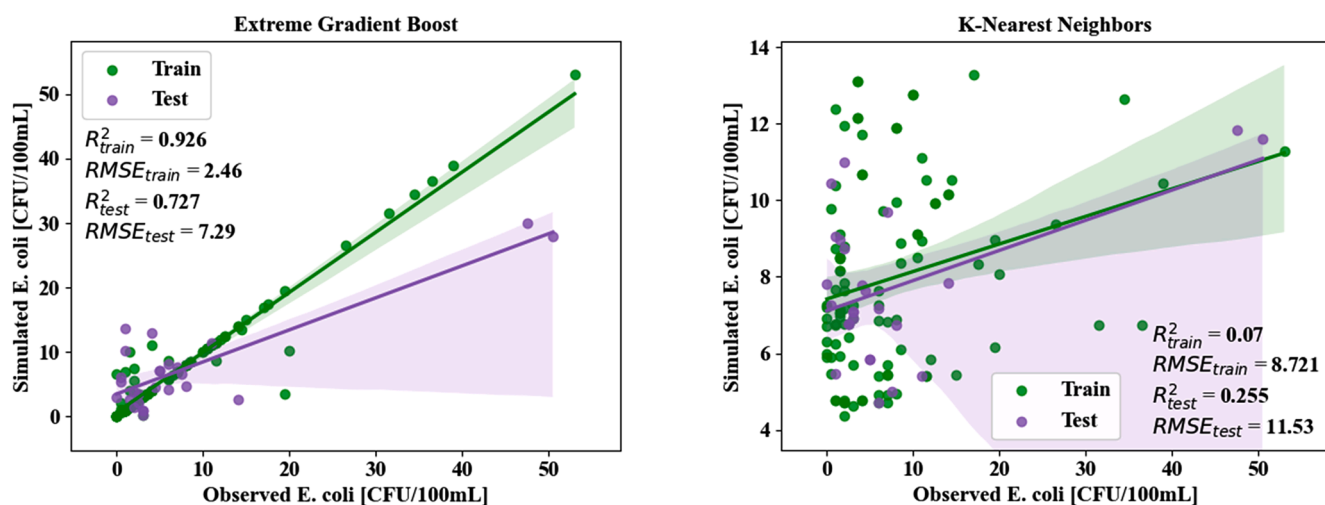 Extreme Gradient Boost
Train
Test
R²train = 0.926
RMSEtrain = 2.46
R²test = 0.727
RMSEtest = 7.29
Simulated E. coli [CFU/100mL]
50
40
30
20
10
0
0 10 20 30 40 50
Observed E. coli [CFU/100mL]
K-Nearest Neighbors
Simulated E. coli [CFU/100mL]
14
12
10
8
6
4
R²train = 0.07
RMSEtrain = 8.721
R²test = 0.255
RMSEtest = 11.53
Train
Test
0 10 20 30 40 50
Observed E. coli [CFU/100mL]